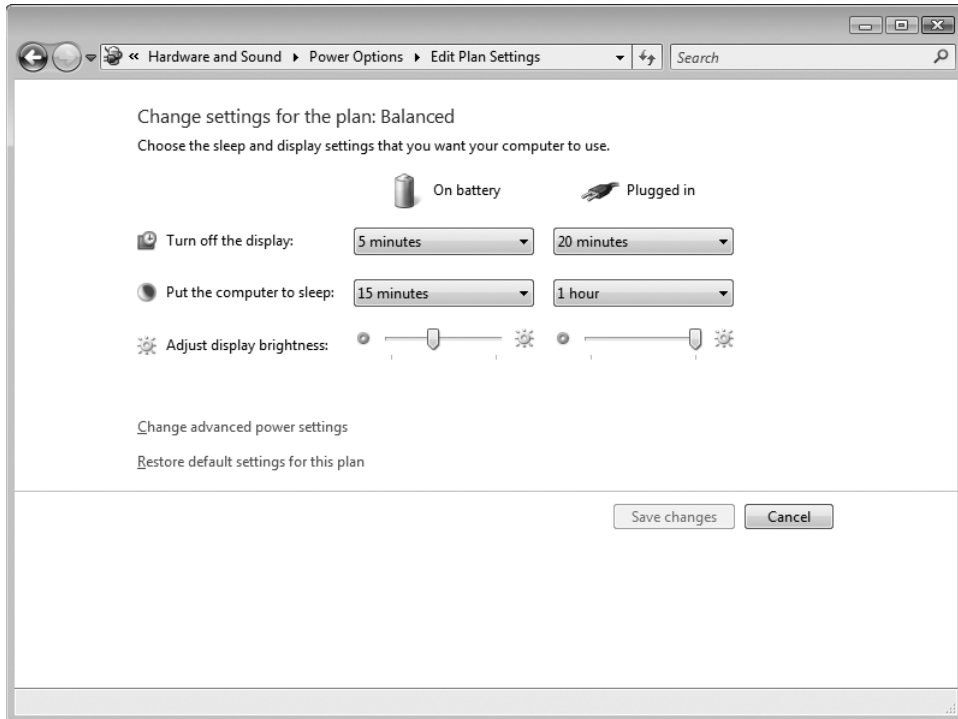 « Hardware and Sound ▸ Power Options ▸ Edit Plan Settings Search
Change settings for the plan: Balanced
Choose the sleep and display settings that you want your computer to use.
On battery Plugged in
Turn off the display: 5 minutes 20 minutes
Put the computer to sleep: 15 minutes 1 hour
Adjust display brightness:
Change advanced power settings
Restore default settings for this plan
Save changes Cancel